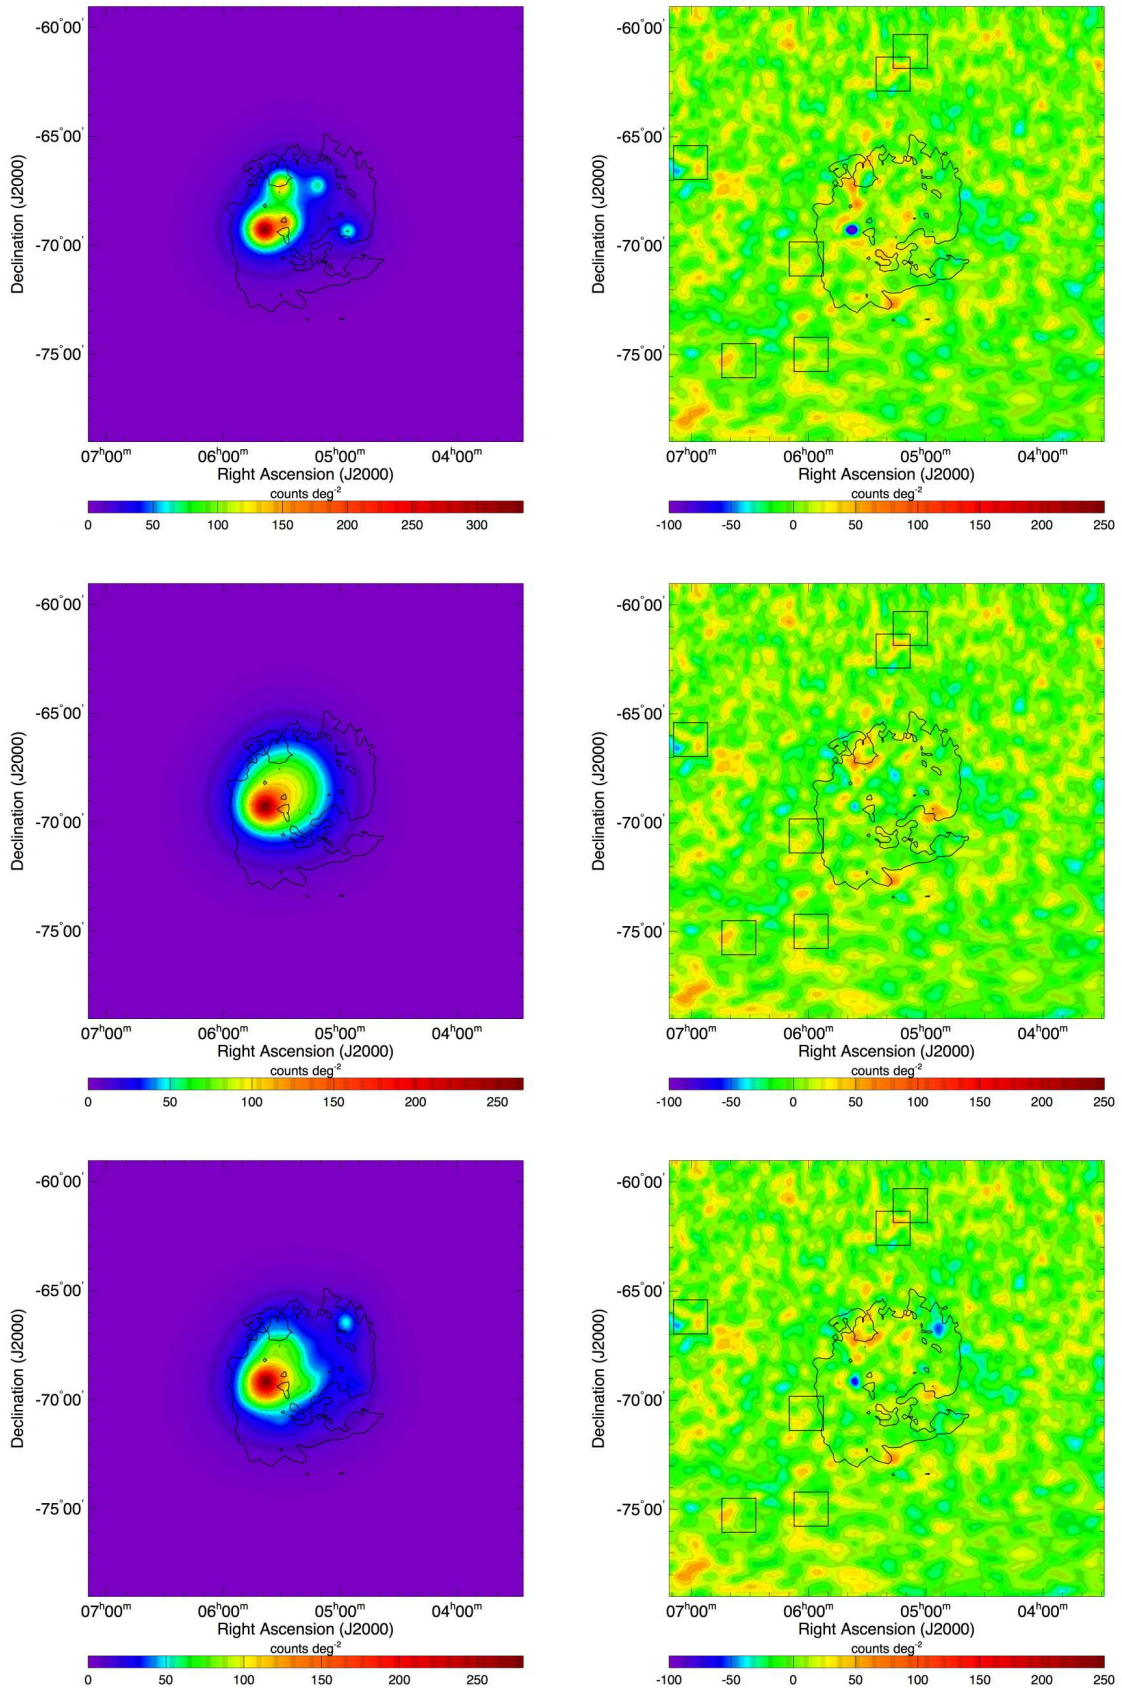 -60°00'
-65°00'
-70°00'
-75°00'
Declination (J2000)
07h00m 06h00m 05h00m 04h00m
Right Ascension (J2000)
counts deg-2
0 50 100 150 200 250 300
-60°00'
-65°00'
-70°00'
-75°00'
Declination (J2000)
07h00m 06h00m 05h00m 04h00m
Right Ascension (J2000)
counts deg-2
-100 -50 0 50 100 150 200 250
-60°00'
-65°00'
-70°00'
-75°00'
Declination (J2000)
07h00m 06h00m 05h00m 04h00m
Right Ascension (J2000)
counts deg-2
0 50 100 150 200 250
-60°00'
-65°00'
-70°00'
-75°00'
Declination (J2000)
07h00m 06h00m 05h00m 04h00m
Right Ascension (J2000)
counts deg-2
-100 -50 0 50 100 150 200 250
-60°00'
-65°00'
-70°00'
-75°00'
Declination (J2000)
07h00m 06h00m 05h00m 04h00m
Right Ascension (J2000)
counts deg-2
0 50 100 150 200 250
-60°00'
-65°00'
-70°00'
-75°00'
Declination (J2000)
07h00m 06h00m 05h00m 04h00m
Right Ascension (J2000)
counts deg-2
-100 -50 0 50 100 150 200 250